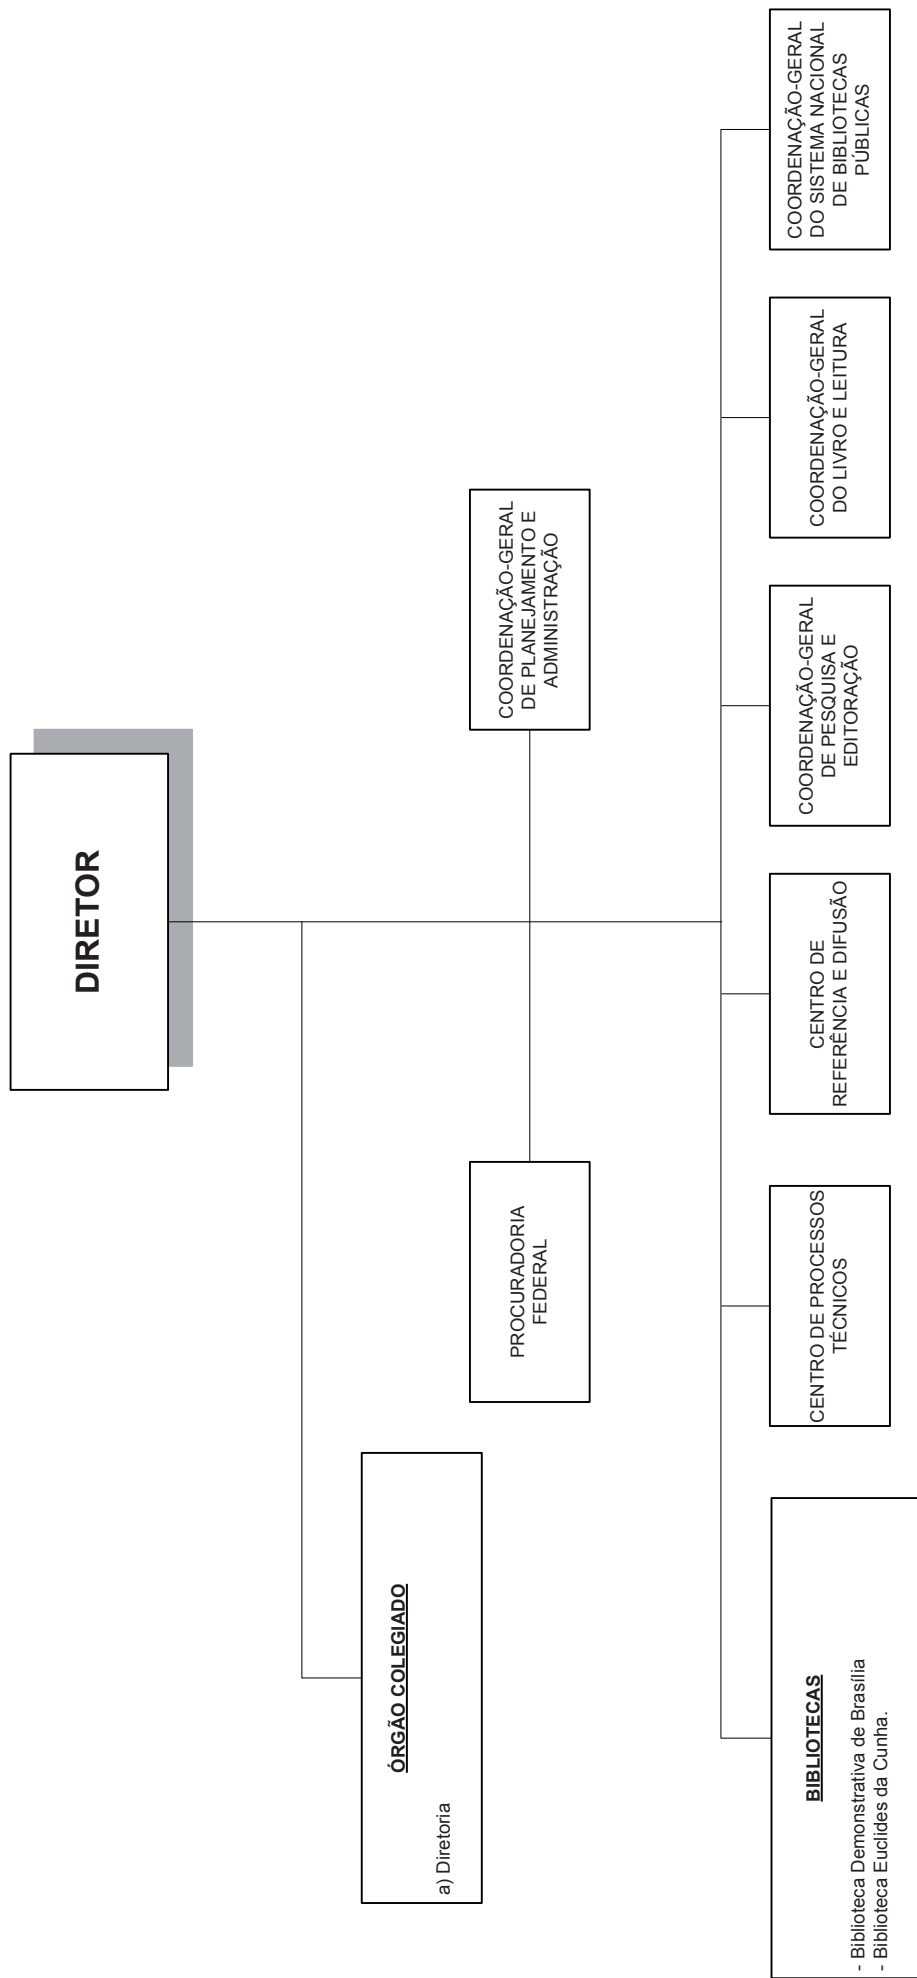 DIRETOR
ÓRGÃO COLEGIADO
a) Diretoria
PROCURADORIA
FEDERAL
COORDENAÇÃO-GERAL
DE PLANEJAMENTO E
ADMINISTRAÇÃO
BIBLIOTECAS
- Biblioteca Demonstrativa de Brasília
- Biblioteca Euclides da Cunha.
CENTRO DE PROCESSOS
TÉCNICOS
CENTRO DE
REFERÊNCIA E DIFUSÃO
COORDENAÇÃO-GERAL
DE PESQUISA E
EDITORAÇÃO
COORDENAÇÃO-GERAL
DO LIVRO E LEITURA
COORDENAÇÃO-GERAL
DO SISTEMA NACIONAL
DE BIBLIOTECAS
PÚBLICAS